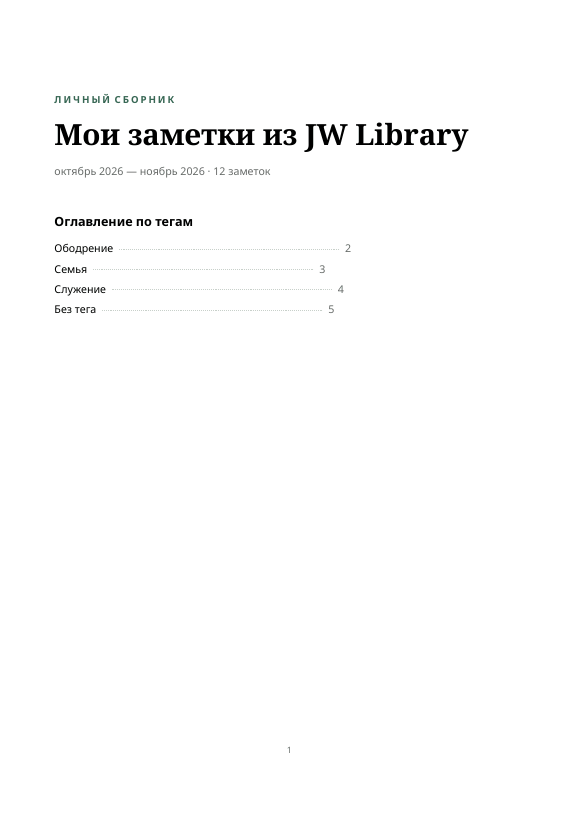 ЛИЧНЫЙ СБОРНИК
Мои заметки из JW Library
октябрь 2026 — ноябрь 2026 · 12 заметок
Оглавление по тегам
Ободрение 2
Семья 3
Служение 4
Без тега 5
1